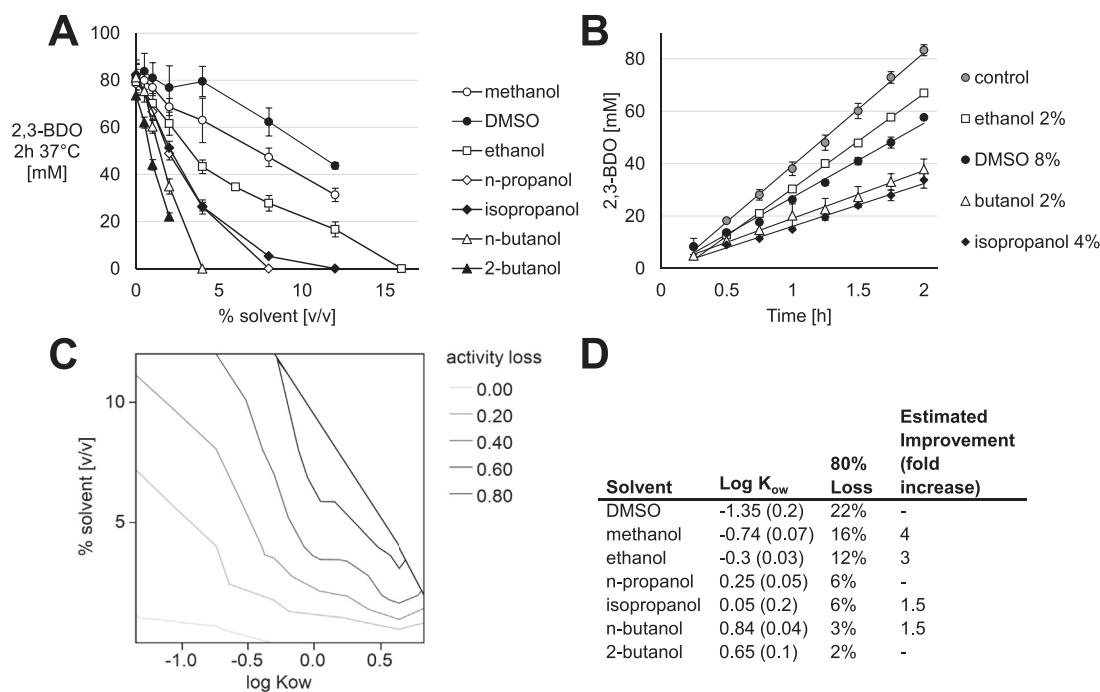 A
100
80
60
40
20
0
2,3-BDO
2h 37°C
[mM]
0 5 10 15
% solvent [v/v]
methanol
DMSO
ethanol
n-propanol
isopropanol
n-butanol
2-butanol
B
80
60
40
20
0
2,3-BDO [mM]
0 0.5 1 1.5 2
Time [h]
control
ethanol 2%
DMSO 8%
butanol 2%
isopropanol 4%
C
10
5
% solvent [v/v]
-1.0 -0.5 0.0 0.5
log Kow
activity loss
0.00
0.20
0.40
0.60
0.80
D
Estimated
Improvement
80% (fold
Solvent Log Kow Loss increase)
DMSO -1.35 (0.2) 22% -
methanol -0.74 (0.07) 16% 4
ethanol -0.3 (0.03) 12% 3
n-propanol 0.25 (0.05) 6% -
isopropanol 0.05 (0.2) 6% 1.5
n-butanol 0.84 (0.04) 3% 1.5
2-butanol 0.65 (0.1) 2% -